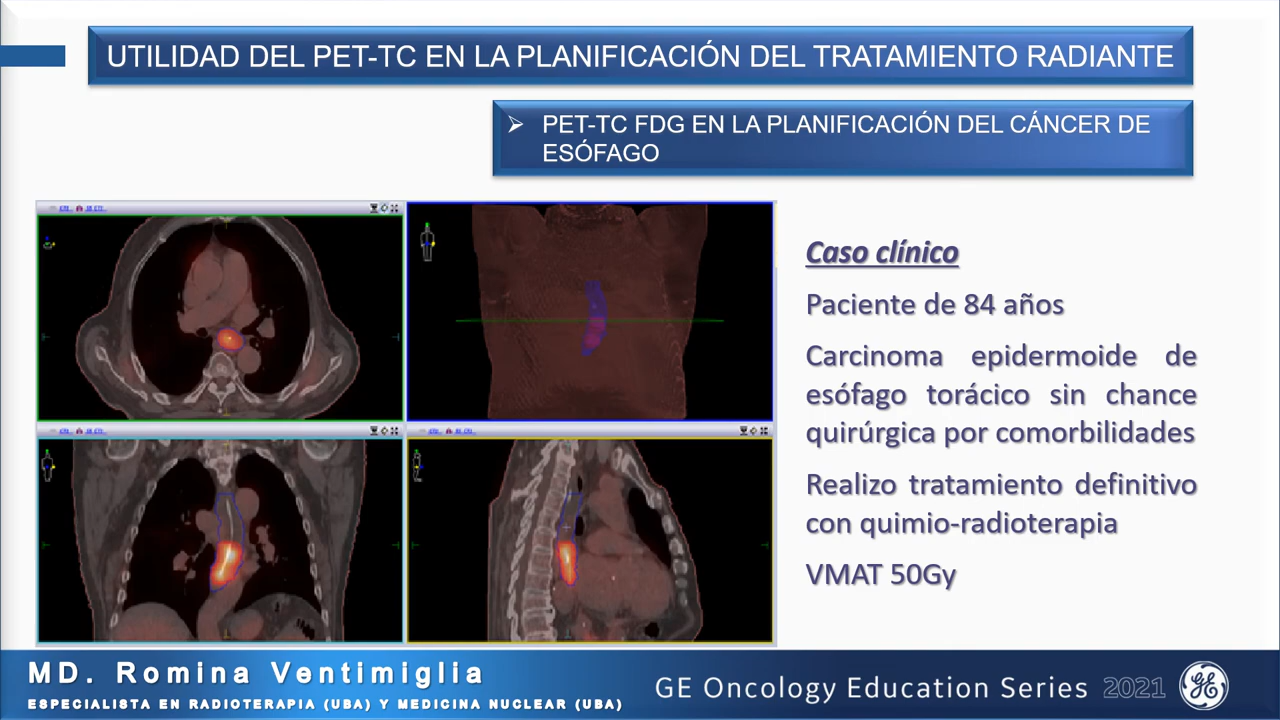 UTILIDAD DEL PET-TC EN LA PLANIFICACIÓN DEL TRATAMIENTO RADIANTE
➢ PET-TC FDG EN LA PLANIFICACIÓN DEL CÁNCER DE
ESÓFAGO
Caso clínico
Paciente de 84 años
Carcinoma epidermoide de
esófago torácico sin chance
quirúrgica por comorbilidades
Realizo tratamiento definitivo
con quimio-radioterapia
VMAT 50Gy
MD. Romina Ventimiglia
ESPECIALISTA EN RADIOTERAPIA (UBA) Y MEDICINA NUCLEAR (UBA)
GE Oncology Education Series 2021